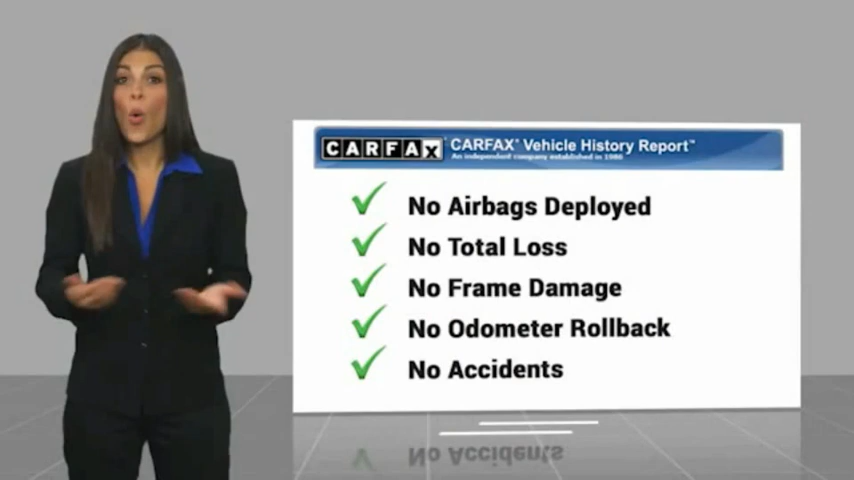 CARFAX CARFAX® Vehicle History Report™
An independent company established in 1986
No Airbags Deployed
No Total Loss
No Frame Damage
No Odometer Rollback
No Accidents
No Accidents